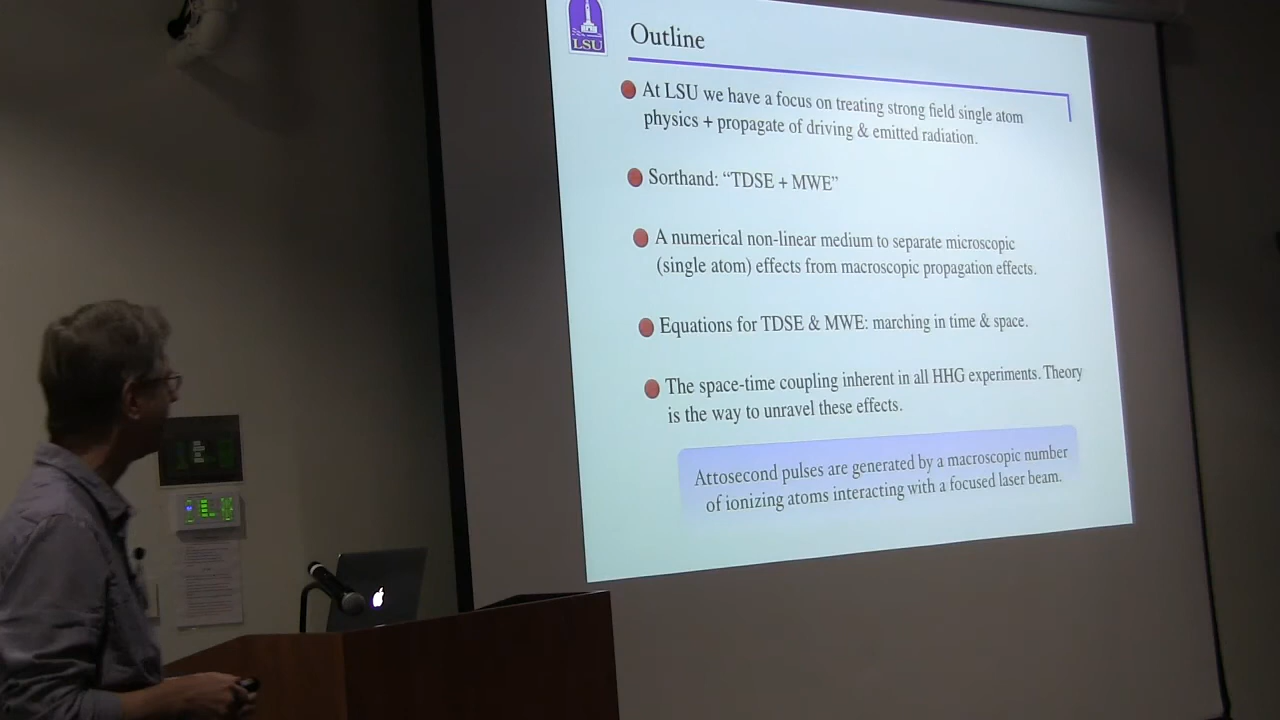 LSU
Outline
At LSU we have a focus on treating strong field single atom
physics + propagate of driving & emitted radiation.
Sorthand: “TDSE + MWE”
A numerical non-linear medium to separate microscopic
(single atom) effects from macroscopic propagation effects.
Equations for TDSE & MWE: marching in time & space.
The space-time coupling inherent in all HHG experiments. Theory
is the way to unravel these effects.
Attosecond pulses are generated by a macroscopic number
of ionizing atoms interacting with a focused laser beam.